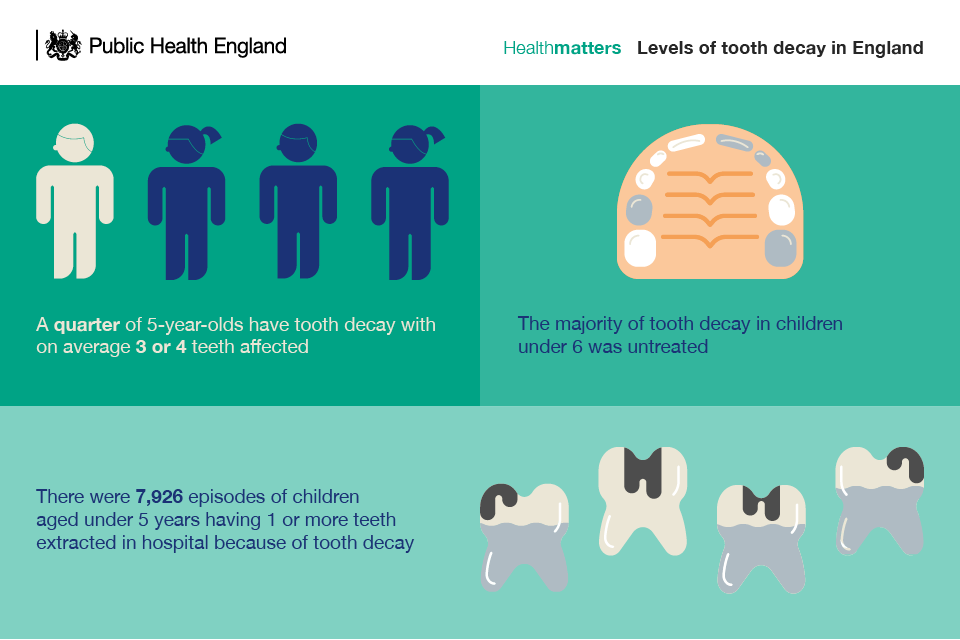 Public Health England
Healthmatters Levels of tooth decay in England
A quarter of 5-year-olds have tooth decay with
on average 3 or 4 teeth affected
The majority of tooth decay in children
under 6 was untreated
There were 7,926 episodes of children
aged under 5 years having 1 or more teeth
extracted in hospital because of tooth decay